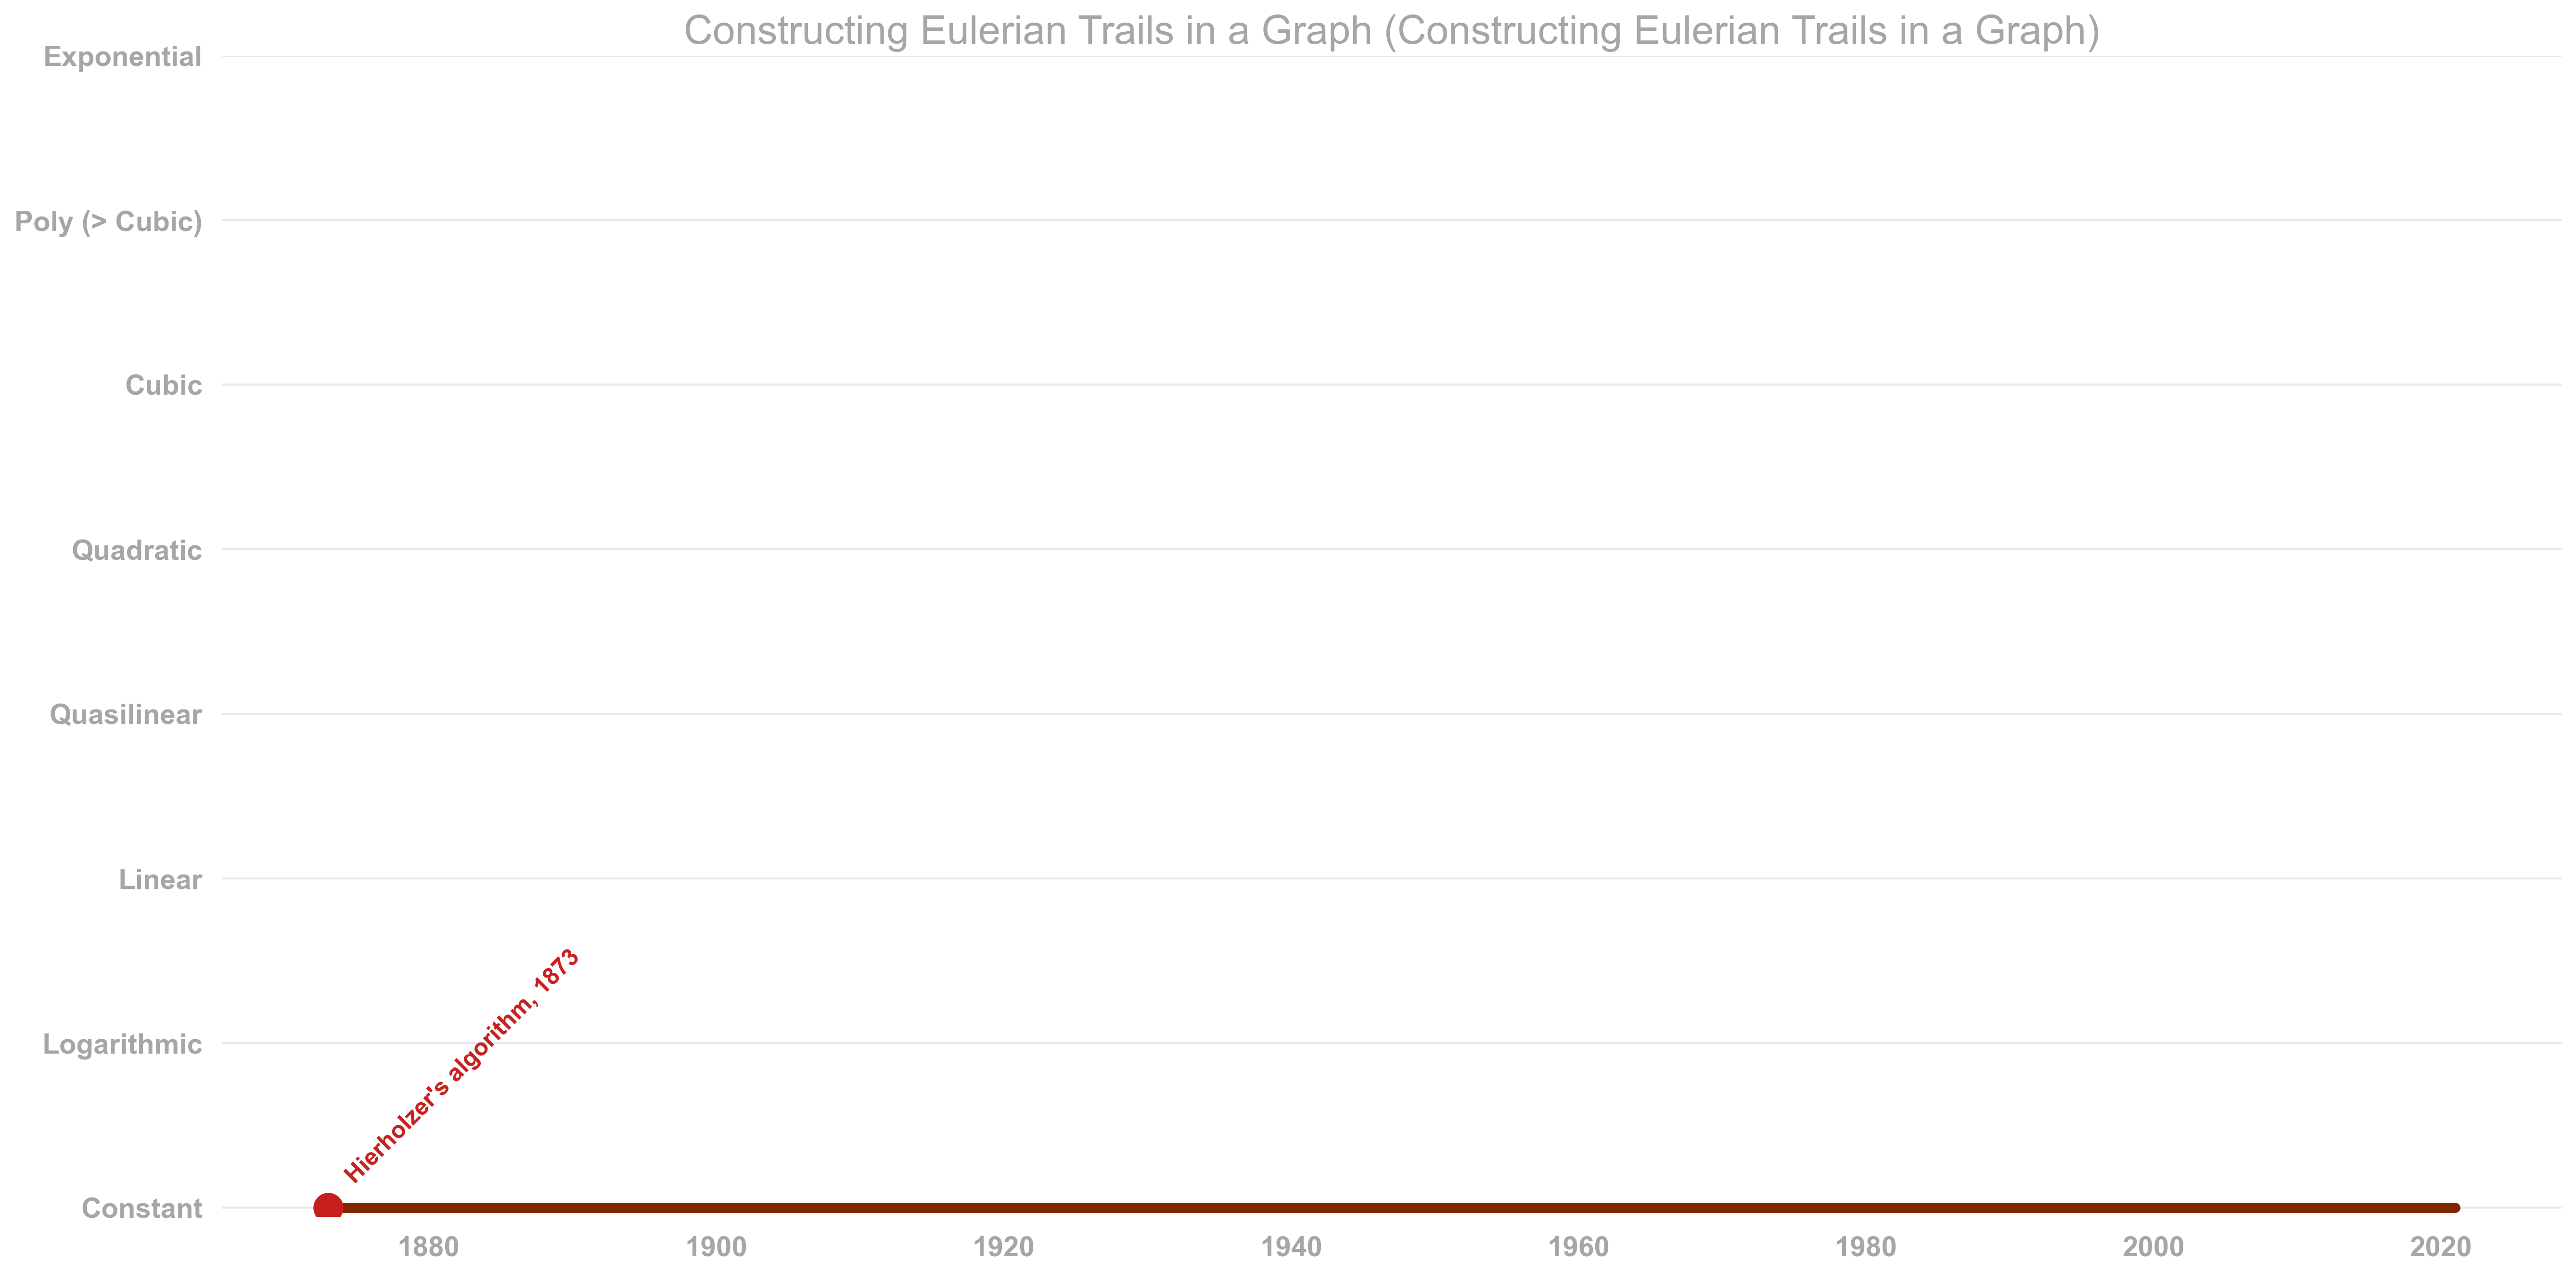 Constructing Eulerian Trails in a Graph (Constructing Eulerian Trails in a Graph)
Exponential
Poly (> Cubic)
Cubic
Quadratic
Quasilinear
Linear
Logarithmic
Constant
Hierholzer's algorithm, 1873
1880 1900 1920 1940 1960 1980 2000 2020